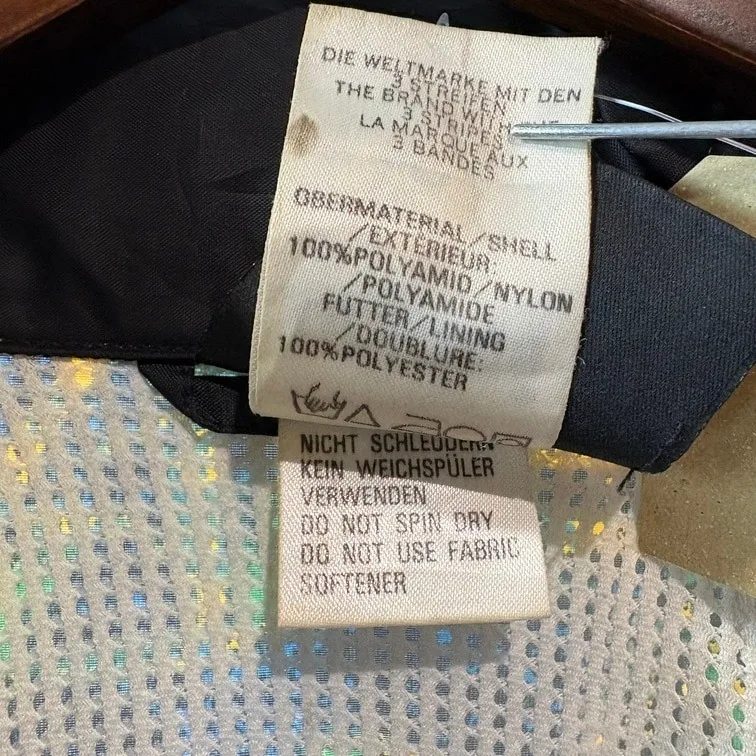 DIE WELTMARKE MIT DEN
3 STREIFEN
THE BRAND WITH
3 STRIPES
LA MARQUE AUX
3 BANDES
OBERMATERIAL/SHELL
/EXTERIEUR:
100%POLYAMID/NYLON
/POLYAMIDE
FUTTER/LINING
/DOUBLURE:
100%POLYESTER
NICHT SCHLEUDERN
KEIN WEICHSPÜLER
VERWENDEN
DO NOT SPIN DRY
DO NOT USE FABRIC
SOFTENER